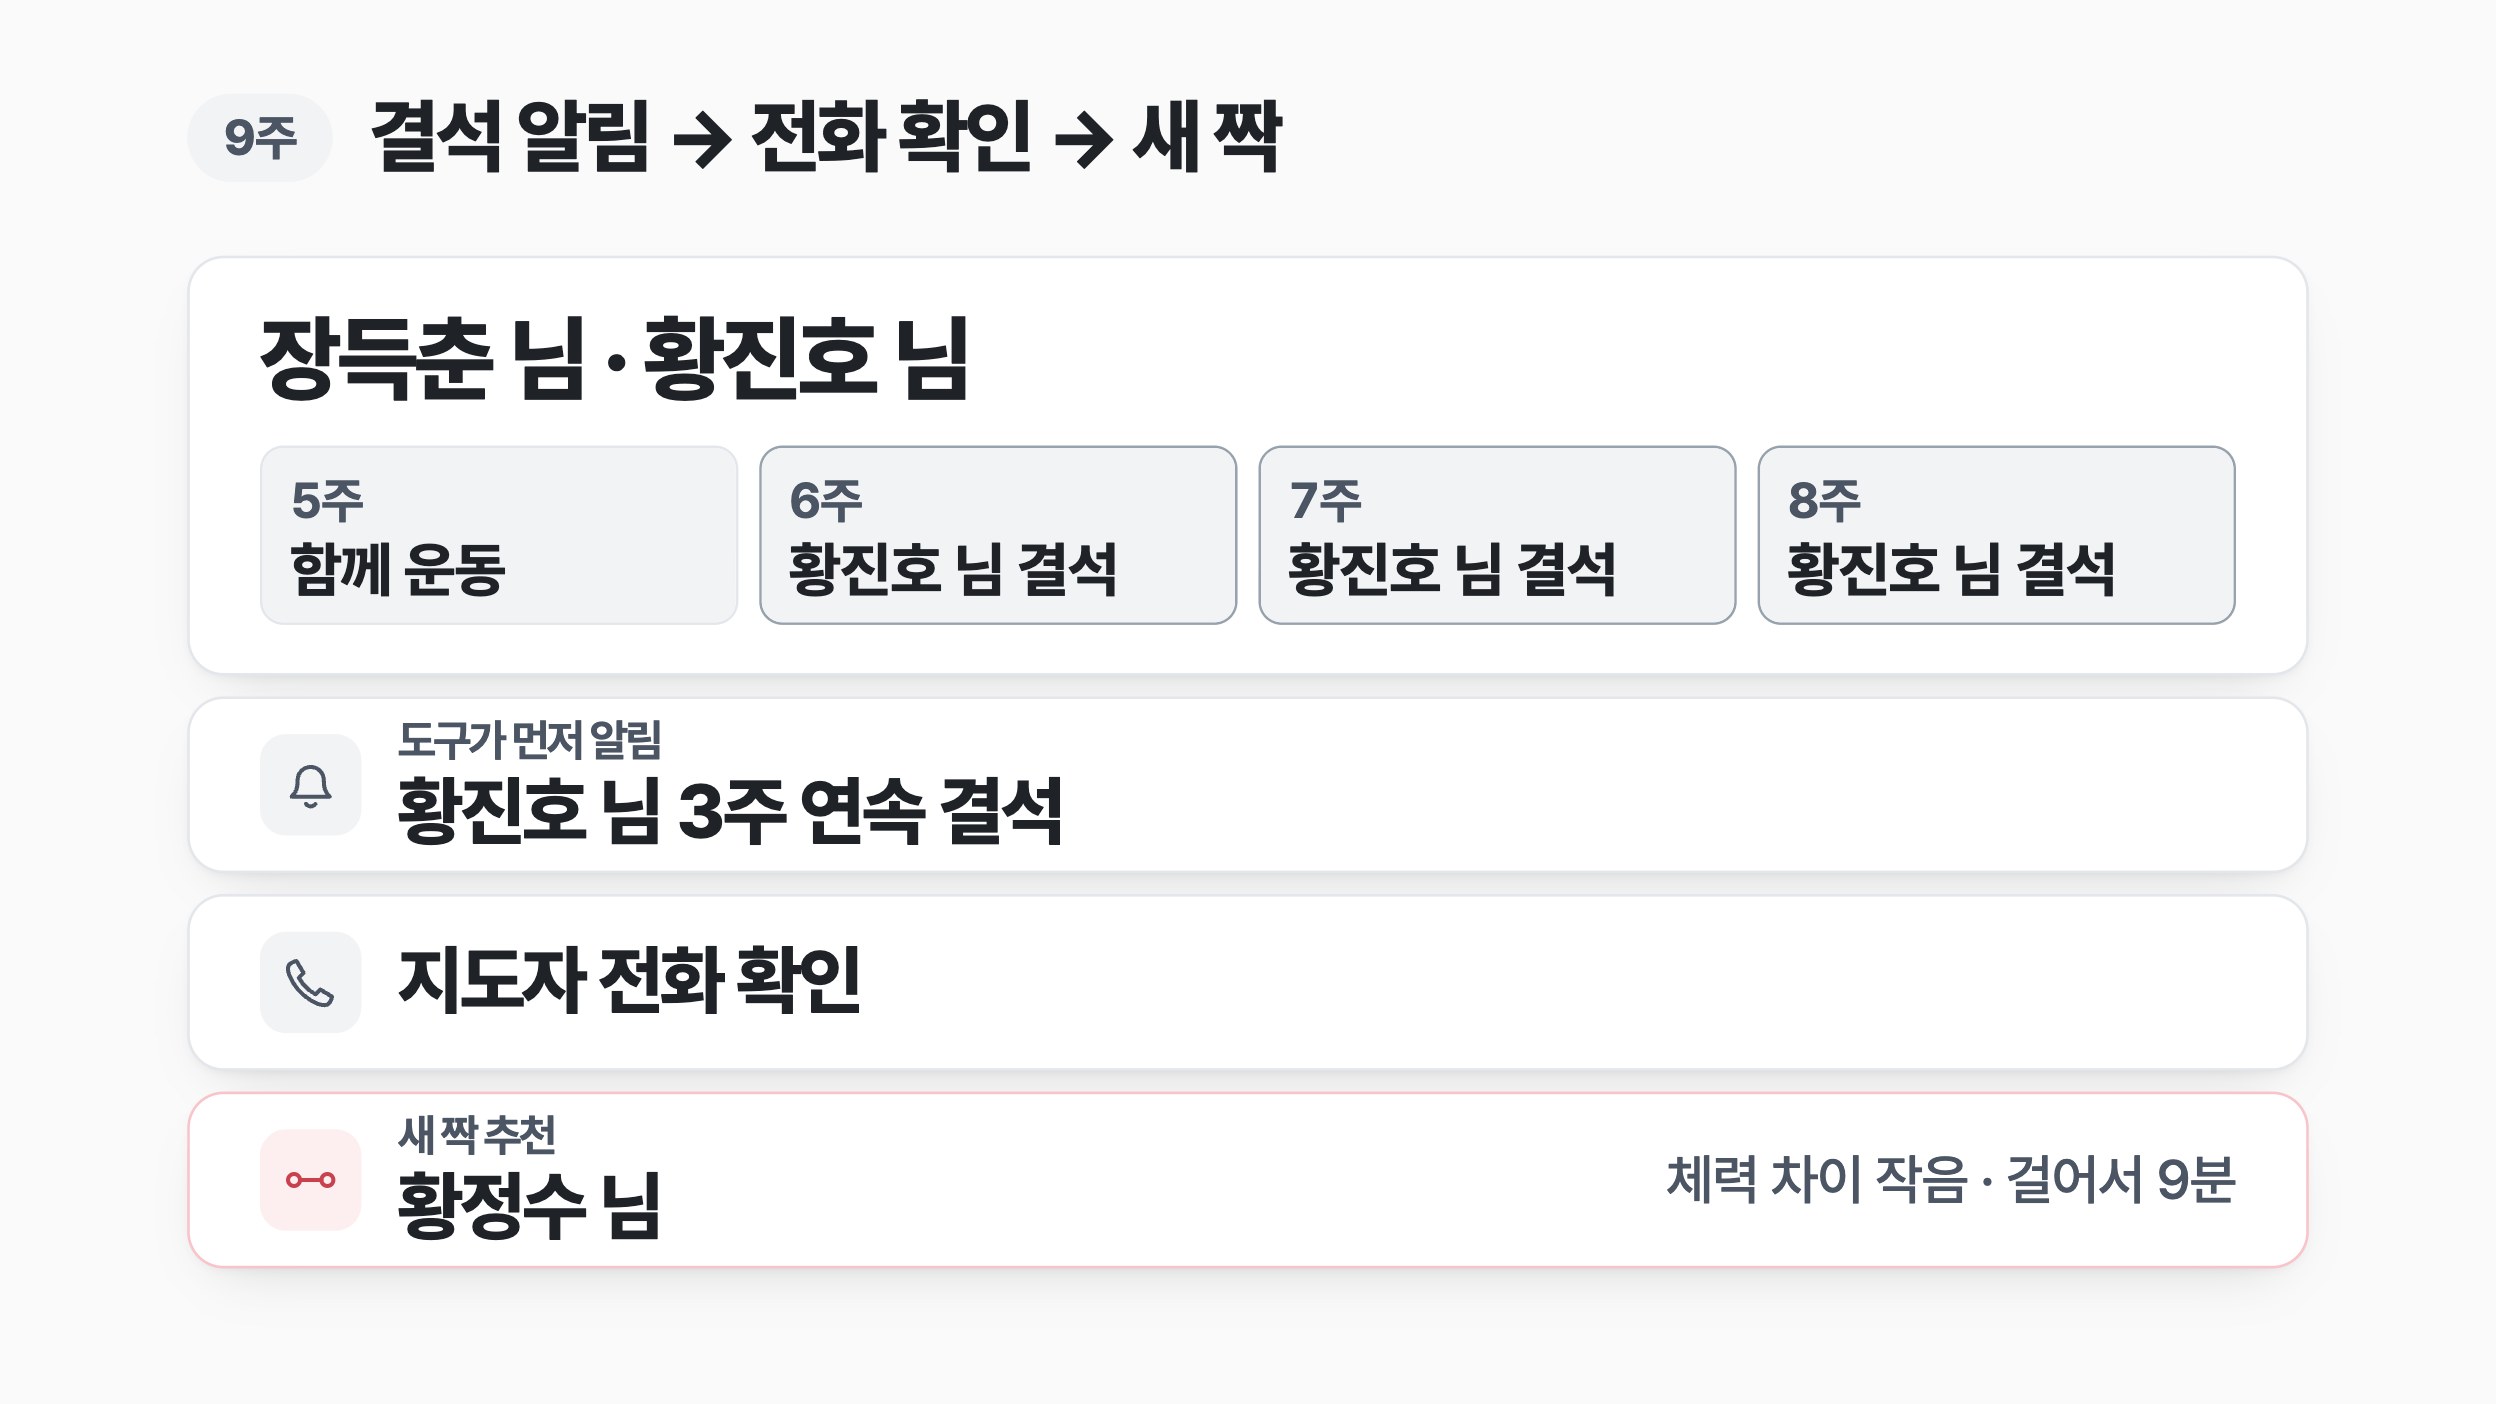 9주
결석 알림 → 전화 확인 → 새 짝
장득춘 님 · 황진호 님
5주
함께 운동
6주
황진호 님 결석
7주
황진호 님 결석
8주
황진호 님 결석
도구가 먼저 알림
황진호 님 3주 연속 결석
지도자 전화 확인
새 짝 추천
황정수 님
체력 차이 작음 · 걸어서 9분